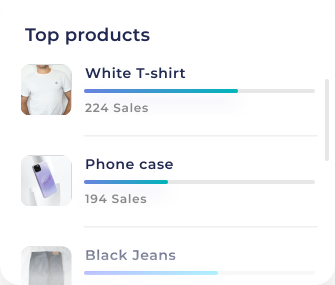 Top products
White T-shirt
224 Sales
Phone case
194 Sales
Black Jeans